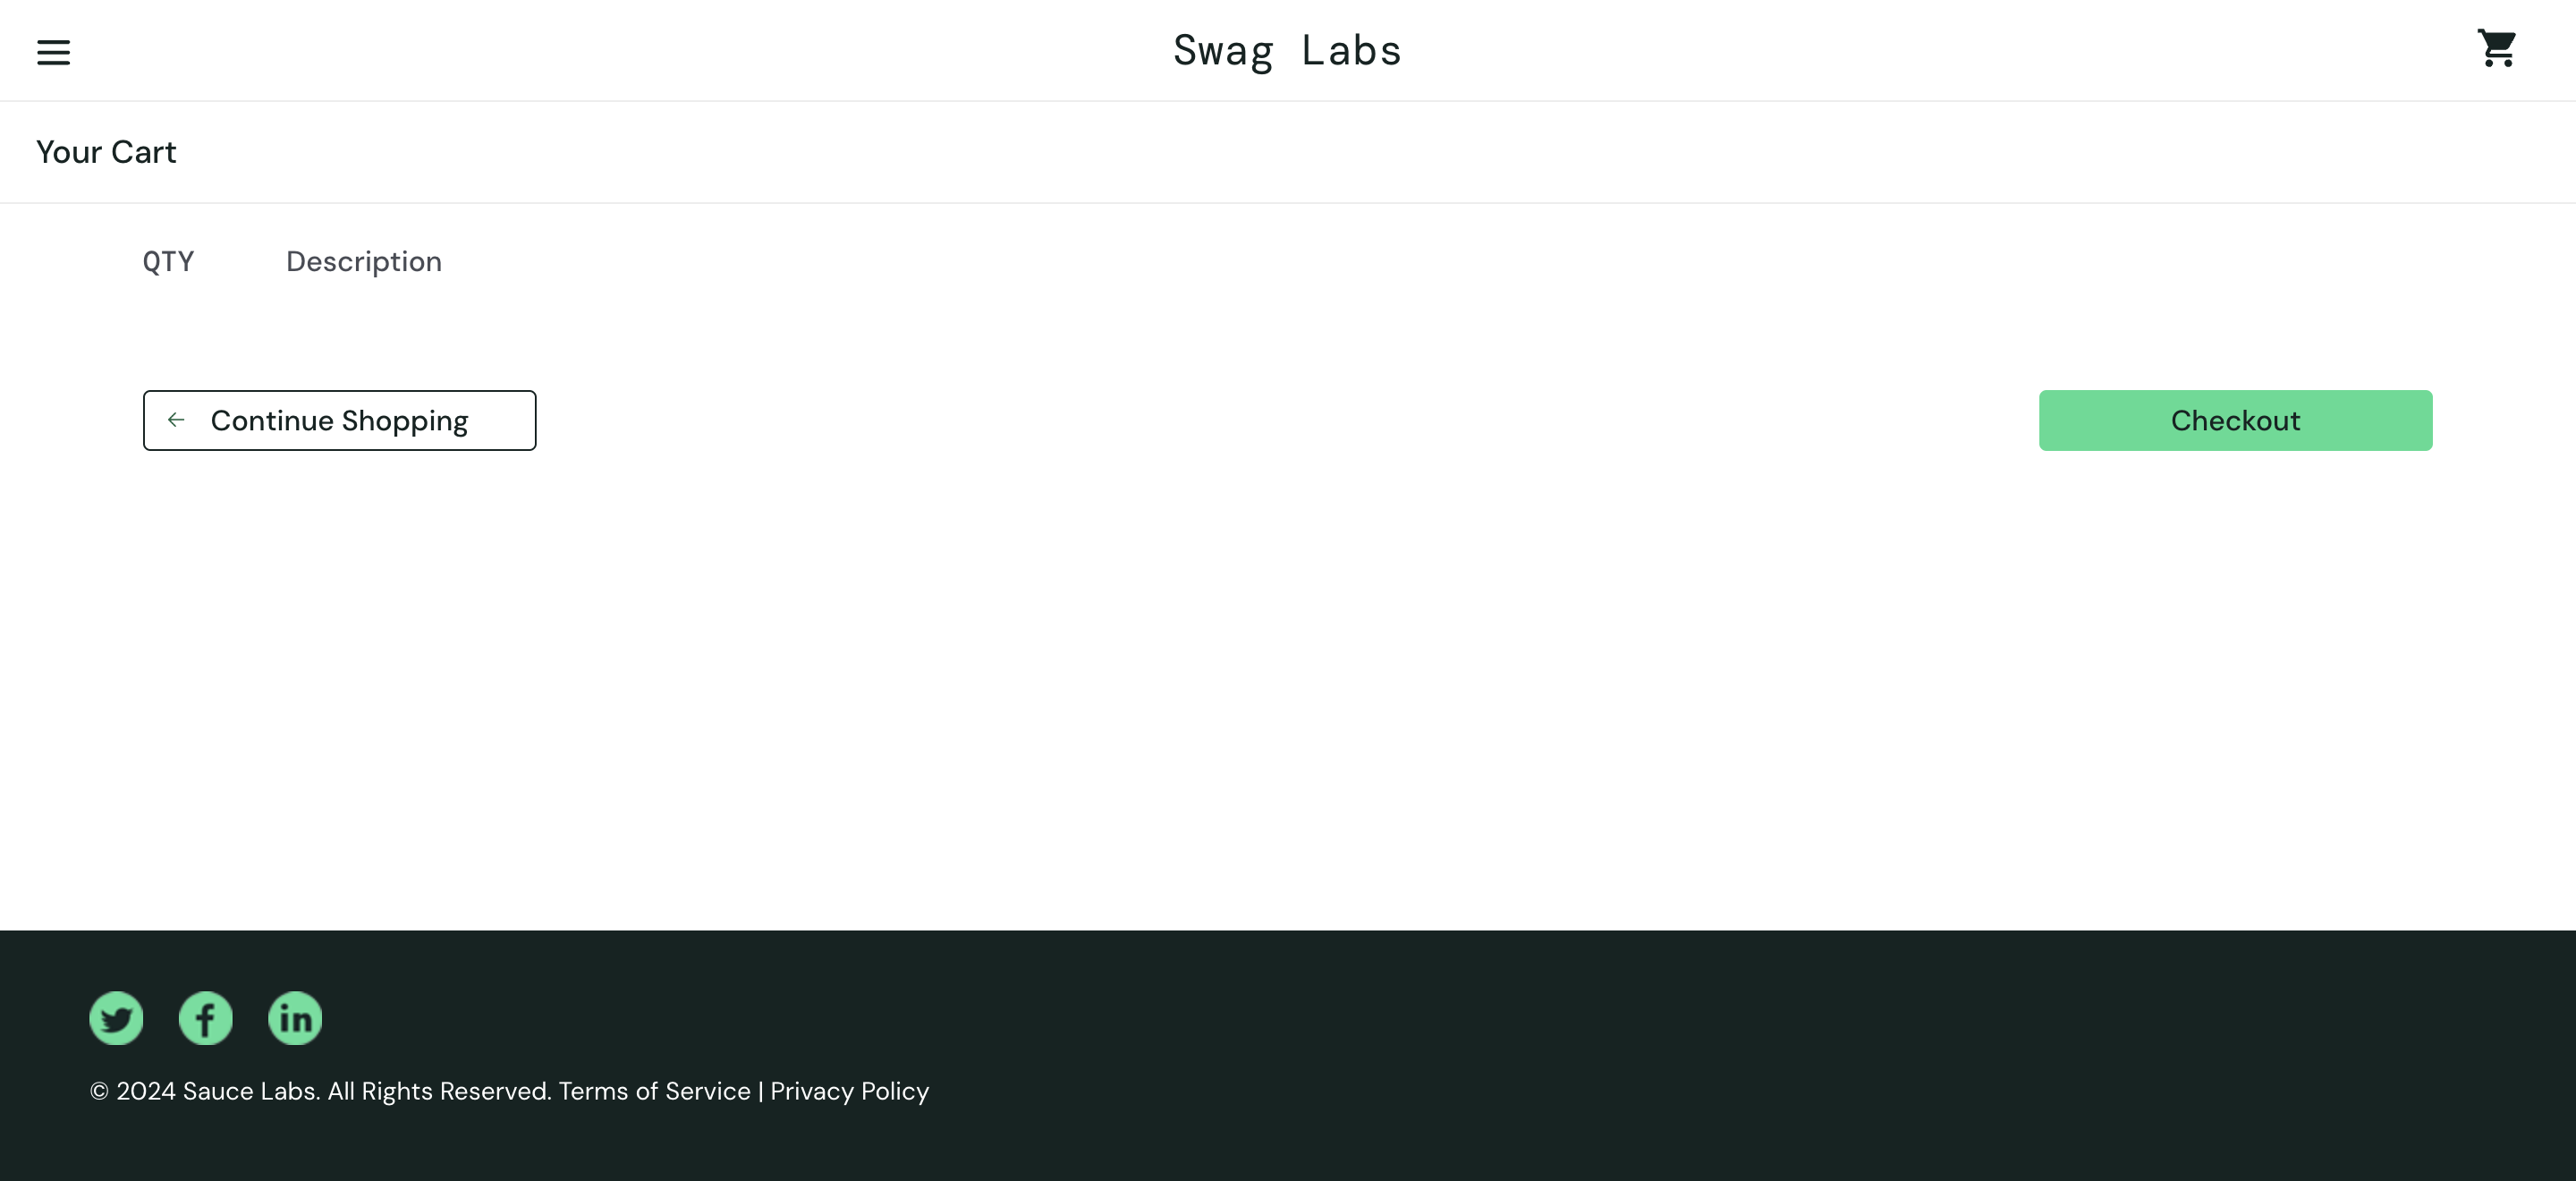 Swag Labs
Your Cart
QTY Description
Continue Shopping
Checkout
© 2024 Sauce Labs. All Rights Reserved. Terms of Service | Privacy Policy